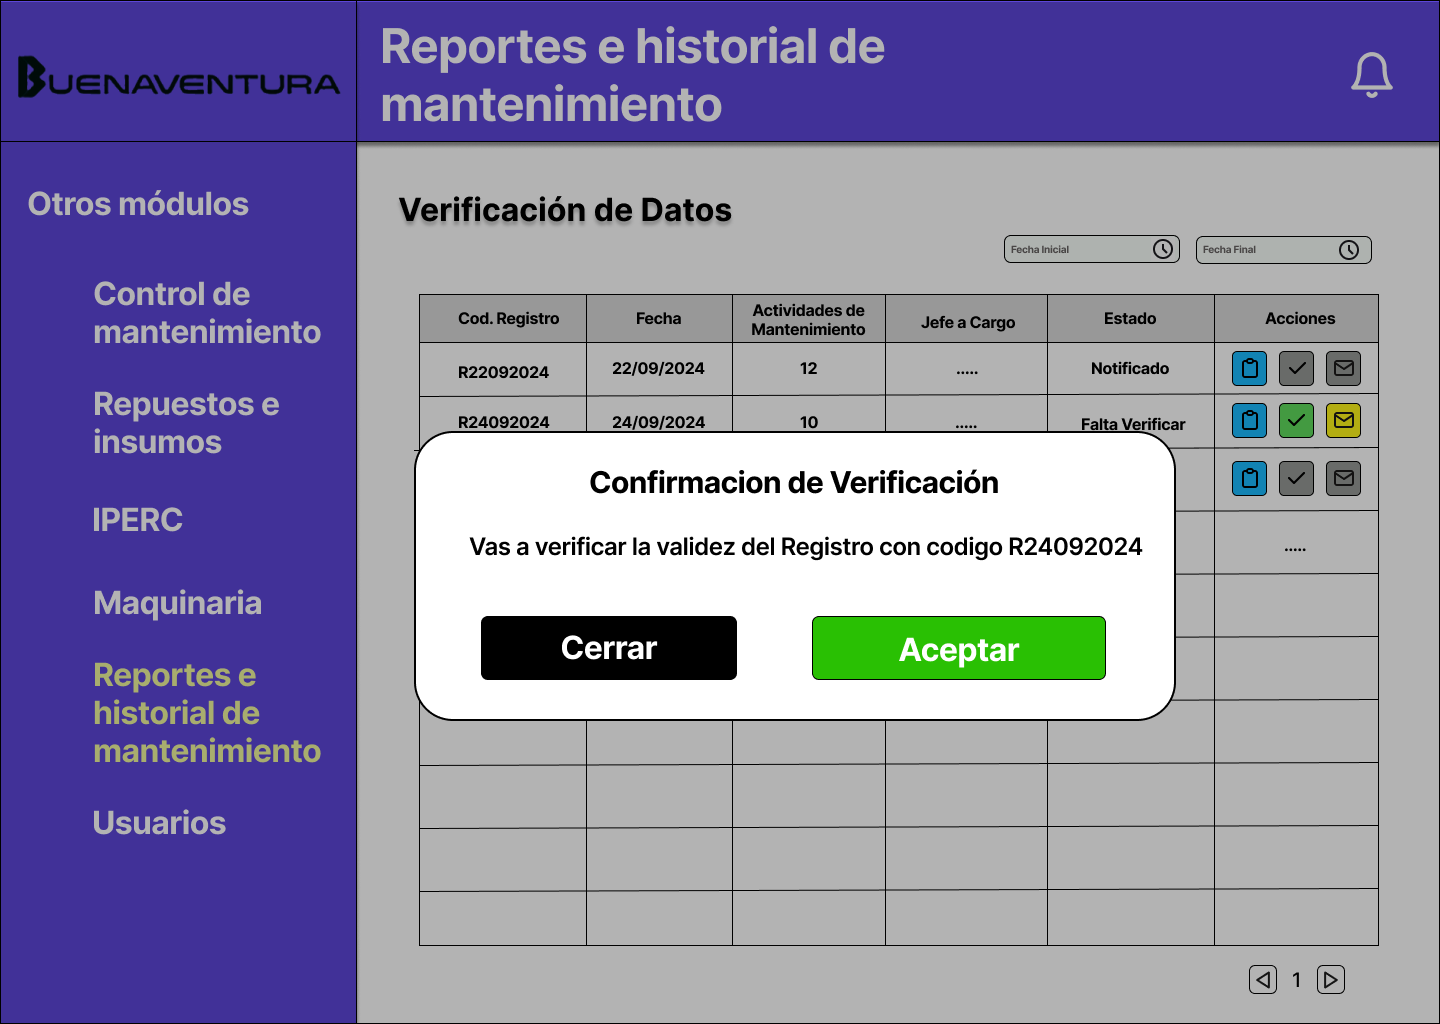 BUENAVENTURA
Reportes e historial de
mantenimiento
Otros módulos
Control de
mantenimiento
Repuestos e
insumos
IPERC
Maquinaria
Reportes e
historial de
mantenimiento
Usuarios
Verificación de Datos
Fecha Inicial
Fecha Final
Cod. Registro
Fecha
Actividades de
Mantenimiento
Jefe a Cargo
Estado
Acciones
R22092024
22/09/2024
12
.....
Notificado
R24092024
24/09/2024
10
.....
Falta Verificar
.....
Confirmacion de Verificación
Vas a verificar la validez del Registro con codigo R24092024
Cerrar
Aceptar
1